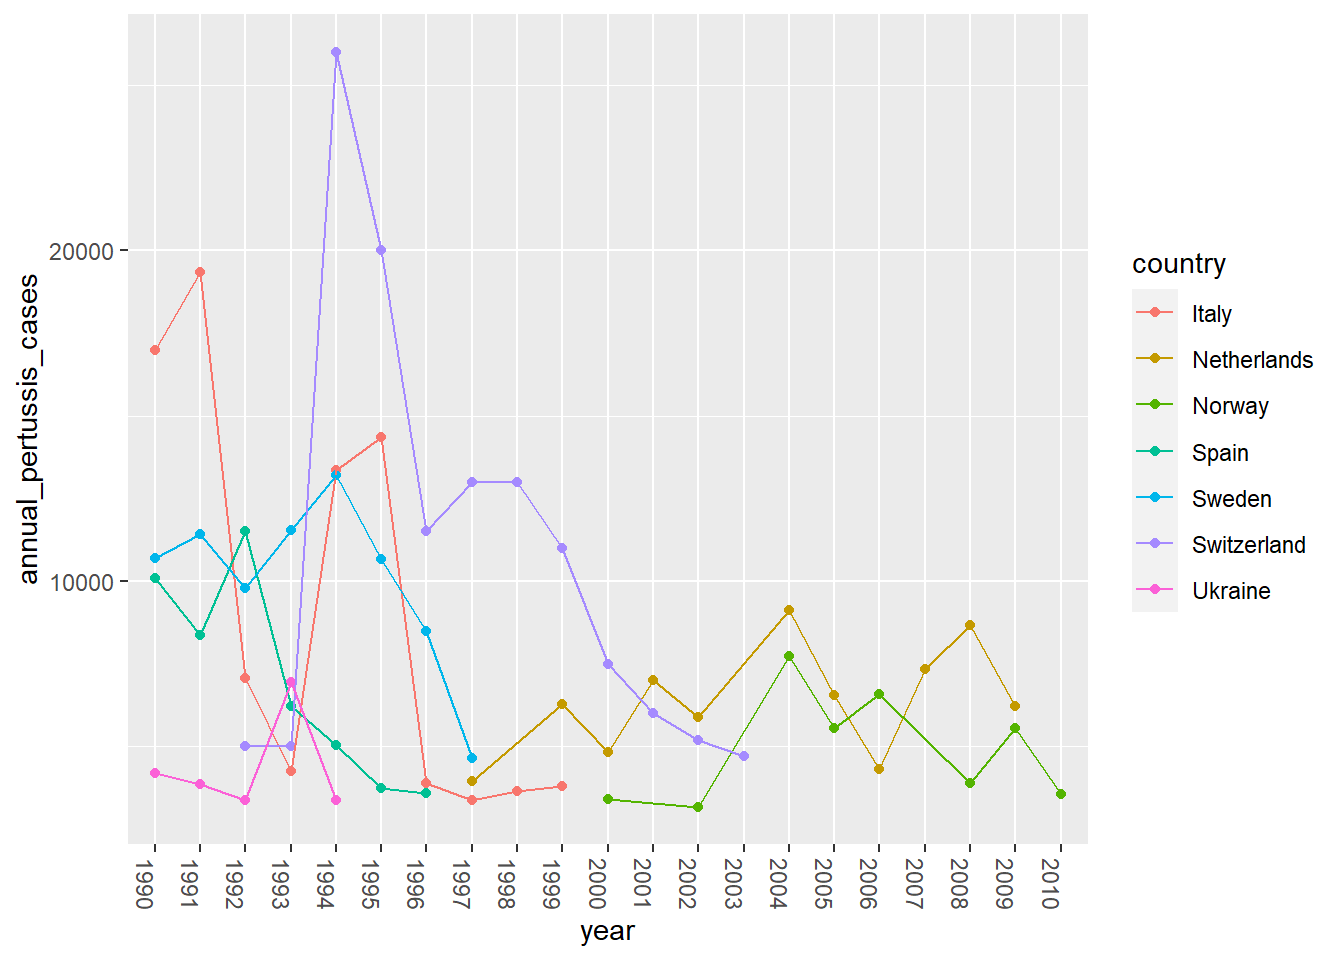 annual_pertussis_cases
20000
10000
1990
1991
1992
1993
1994
1995
1996
1997
1998
1999
2000
2001
2002
2003
2004
2005
2006
2007
2008
2009
2010
year
country
Italy
Netherlands
Norway
Spain
Sweden
Switzerland
Ukraine